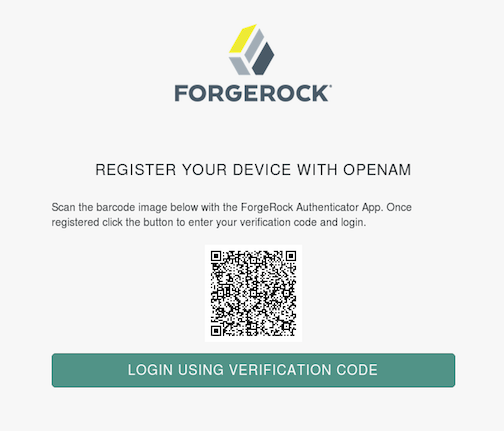 FORGEROCK
REGISTER YOUR DEVICE WITH OPENAM
Scan the barcode image below with the ForgeRock Authenticator App. Once
registered click the button to enter your verification code and login.
LOGIN USING VERIFICATION CODE